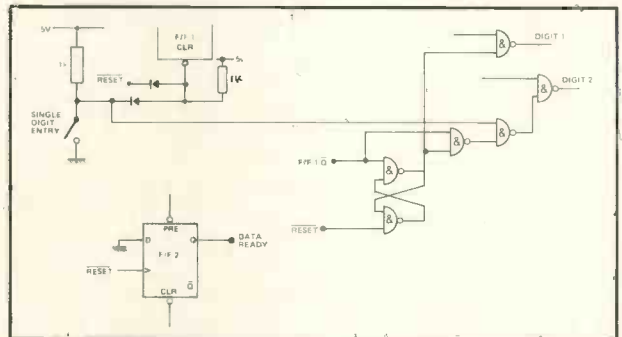 5V
F/F 1
CLR
5v
1k
1K
RESET
SINGLE
DIGIT
ENTRY
DIGIT 1
&
DIGIT 2
&
&
&
F/F 1 Q
&
RESET
&
PRE
D
Q
DATA
READY
F/F 2
RESET
Q
CLR